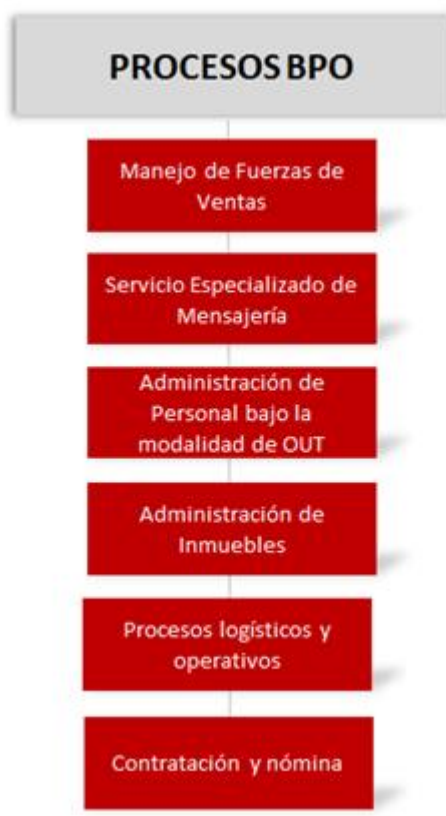 PROCESOS BPO
Manejo de Fuerzas de
Ventas
Servicio Especializado de
Mensajería
Administración de
Personal bajo la
modalidad de OUT
Administración de
Inmuebles
Procesos logísticos y
operativos
Contratación y nómina